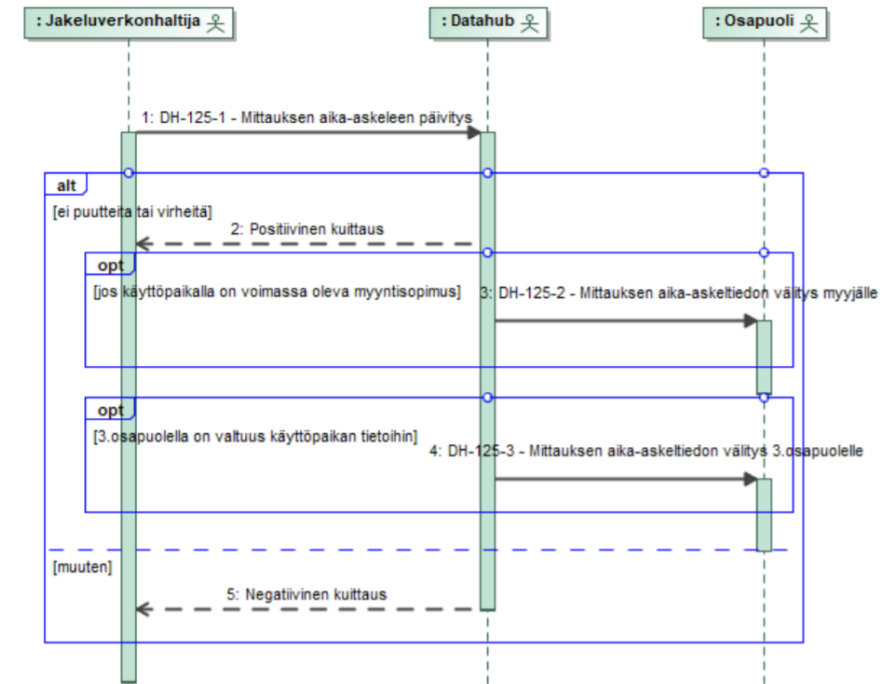 : Jakeluverkonhaltija
: Datahub
: Osapuoli
1: DH-125-1 - Mittauksen aika-askeleen päivitys
alt
[ei puutteita tai virheitä]
2: Positiivinen kuittaus
opt
[jos käyttöpaikalla on voimassa oleva myyntisopimus]
3: DH-125-2 - Mittauksen aika-askeltiedon välitys myyjälle
opt
[3.osapuolella on valtuus käyttöpaikan tietoihin]
4: DH-125-3 - Mittauksen aika-askeltiedon välitys 3.osapuolelle
[muuten]
5: Negatiivinen kuittaus